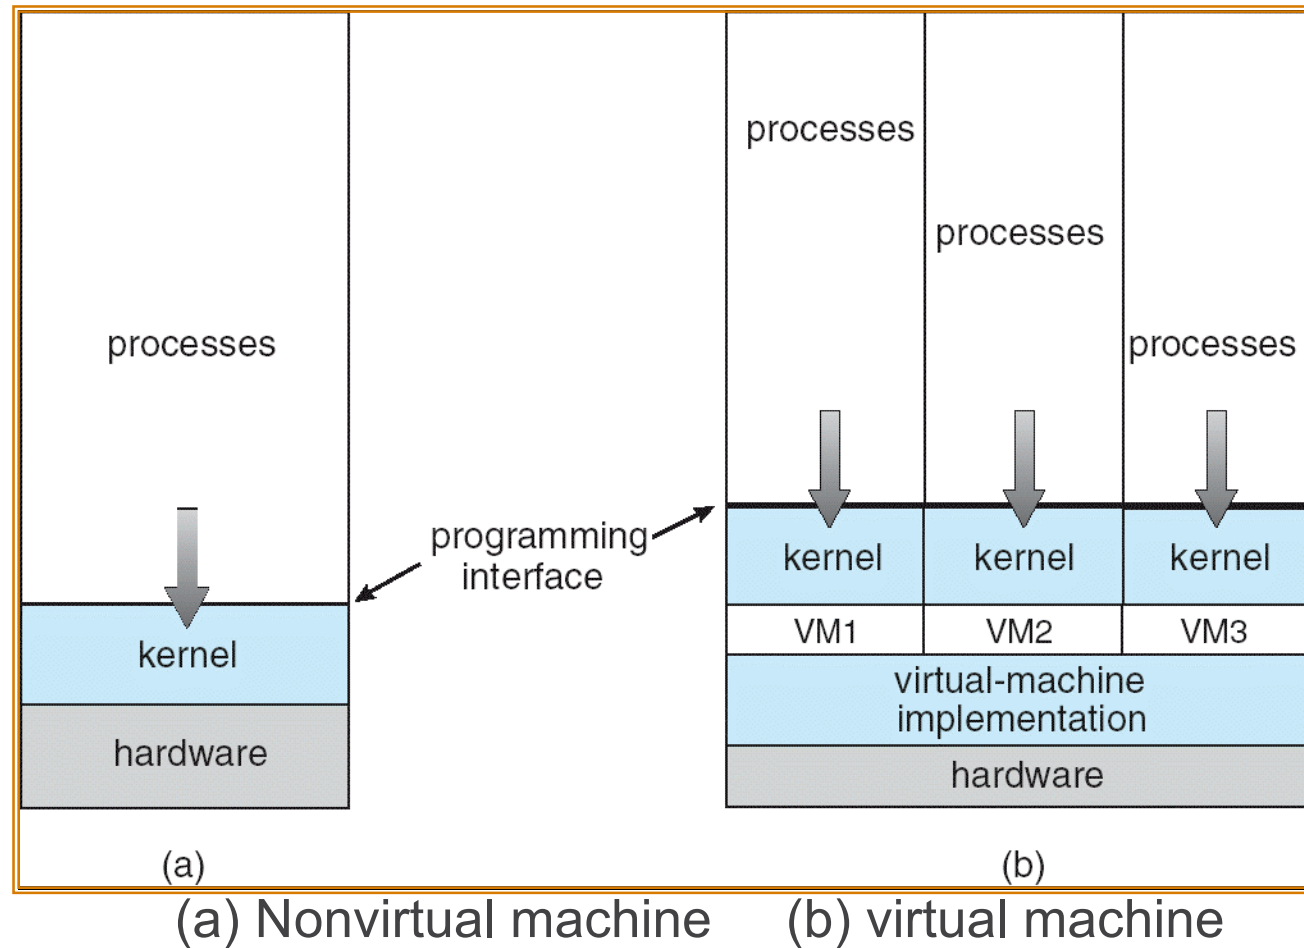 processes
kernel
hardware
(a)
programming
interface
processes
processes
processes
kernel
kernel
kernel
VM1
VM2
VM3
virtual-machine
implementation
hardware
(b)
(a) Nonvirtual machine (b) virtual machine